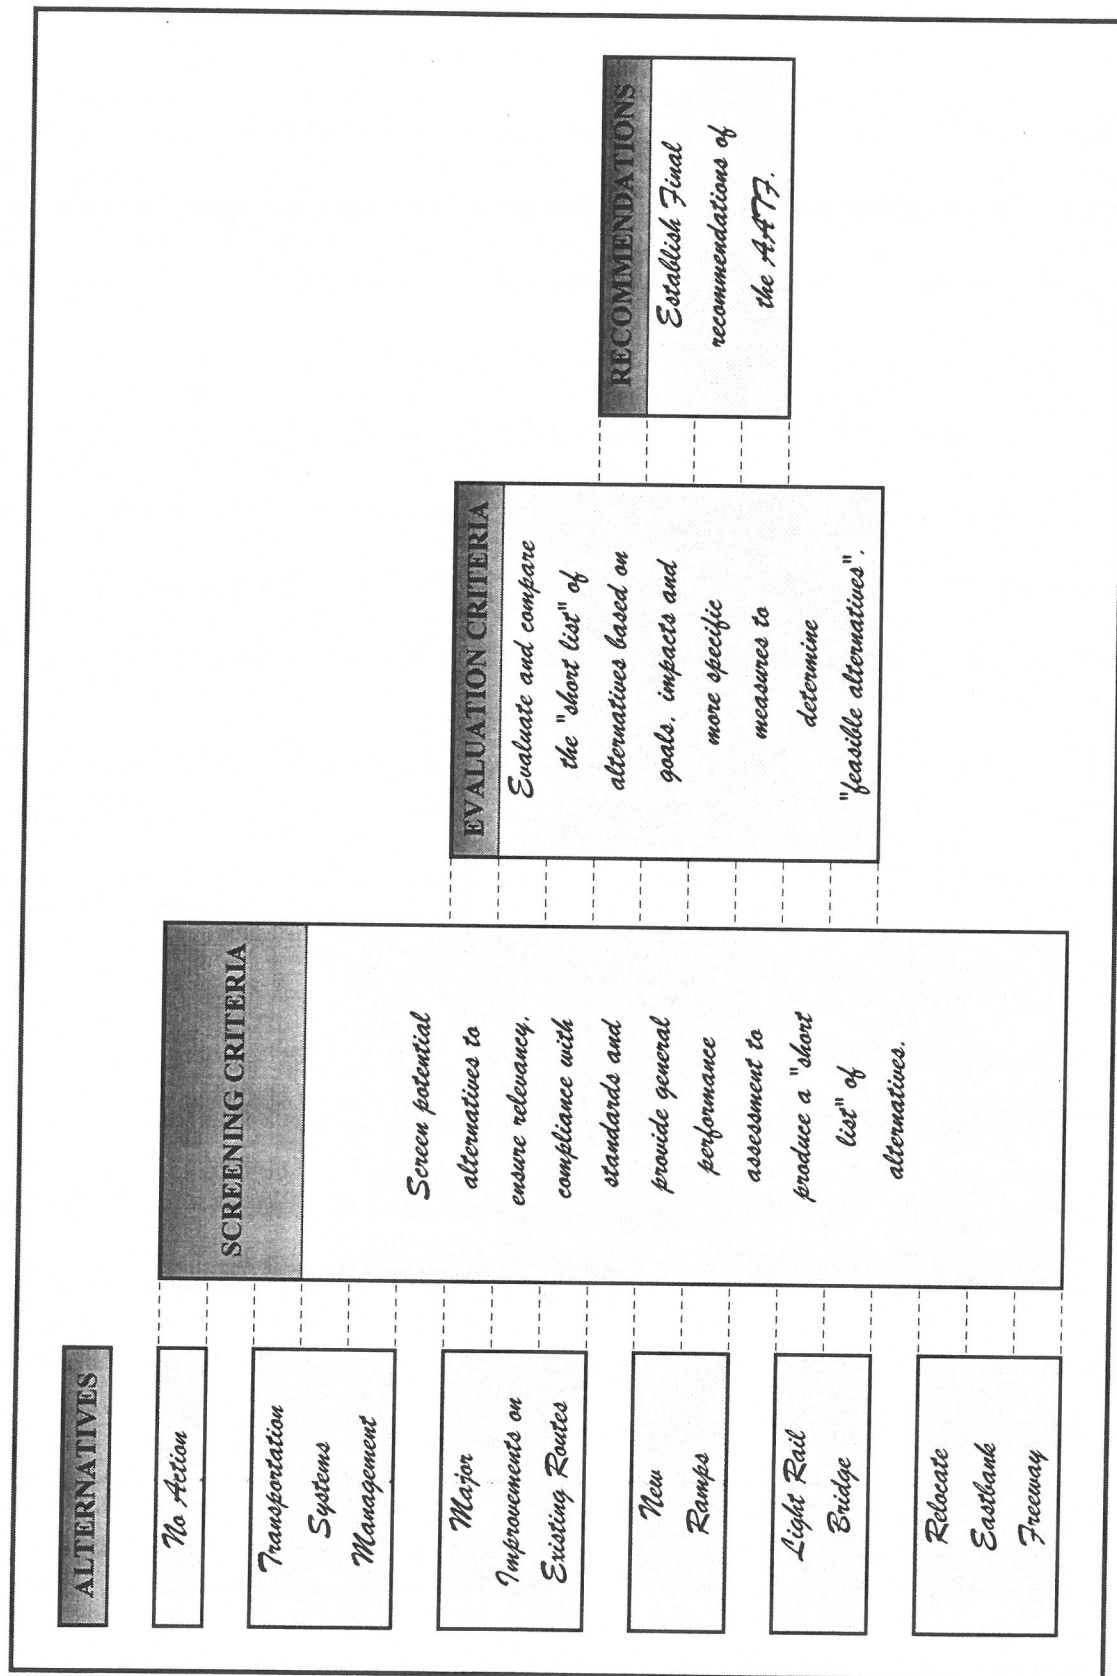 ALTERNATIVES
No Action
Transportation
Systems
Management
Major
Improvements on
Existing Routes
New
Ramps
Light Rail
Bridge
Relocate
Eastbank
Freeway
SCREENING CRITERIA
Screen potential
alternatives to
ensure relevancy,
compliance with
standards and
provide general
performance
assessment to
produce a "short
list" of
alternatives.
EVALUATION CRITERIA
Evaluate and compare
the "short list" of
alternatives based on
goals, impacts and
more specific
measures to
determine
"feasible alternatives".
RECOMMENDATIONS
Establish Final
recommendations of
the AATF.